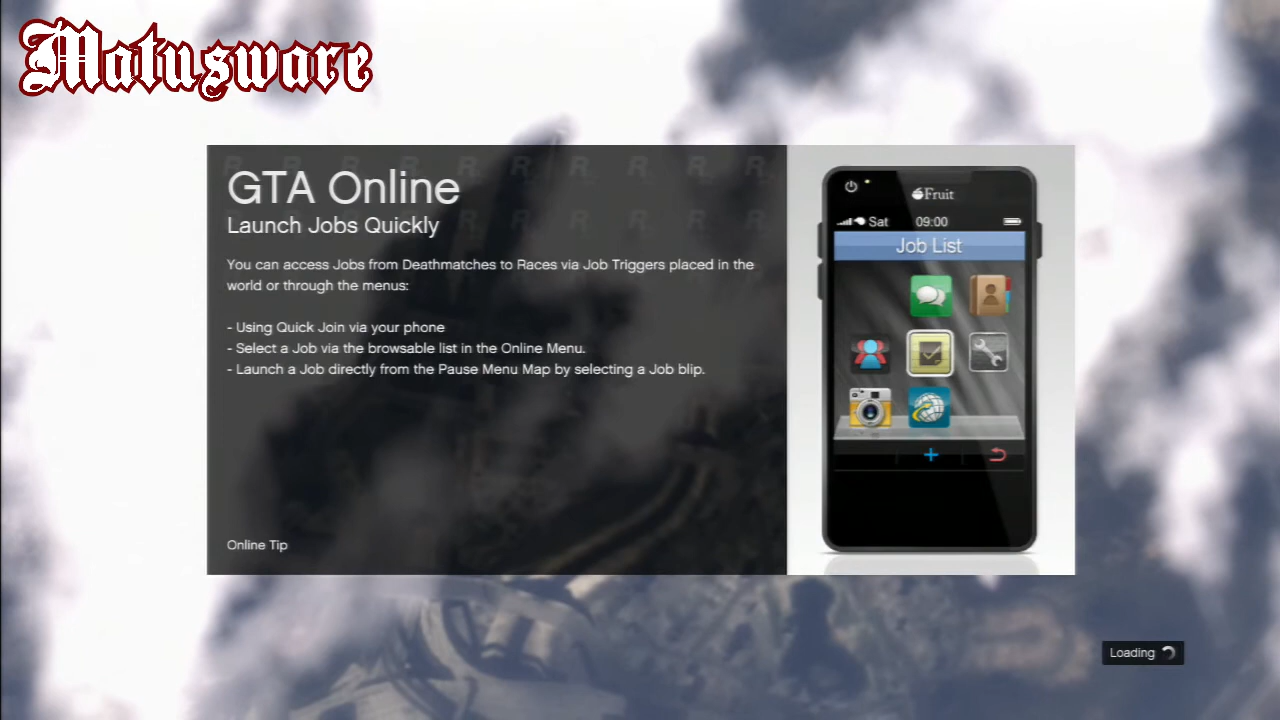 Matusware
GTA Online
Launch Jobs Quickly
You can access Jobs from Deathmatches to Races via Job Triggers placed in the
world or through the menus:
- Using Quick Join via your phone
- Select a Job via the browsable list in the Online Menu.
- Launch a Job directly from the Pause Menu Map by selecting a Job blip.
Online Tip
Fruit
Sat 09:00
Job List
Loading